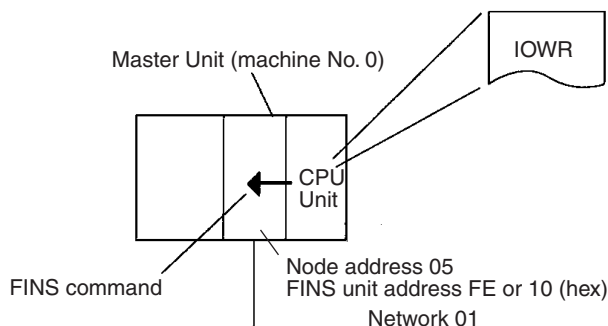 IOWR
Master Unit (machine No. 0)
CPU
Unit
FINS command
Node address 05
FINS unit address FE or 10 (hex)
Network 01